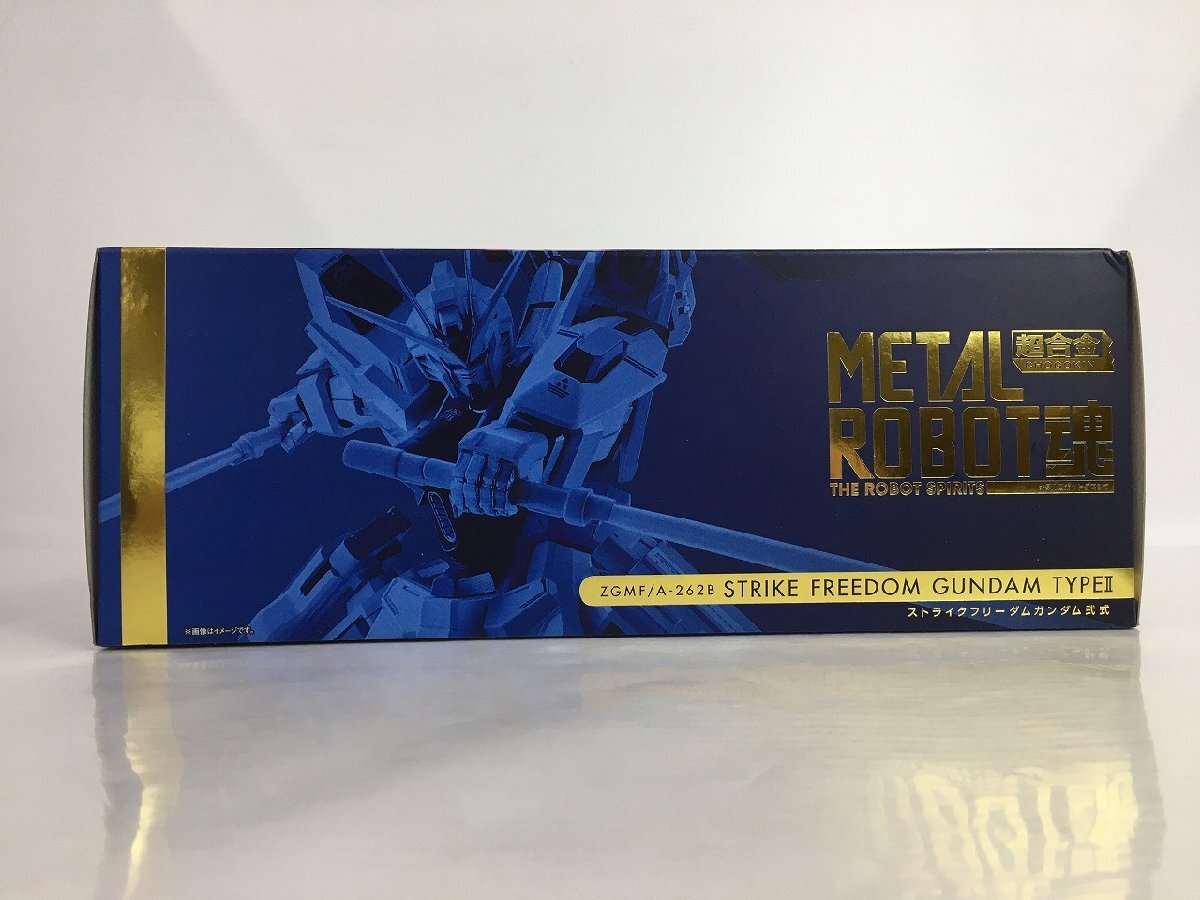 METAL 超合金
CHOGOKIN
ROBOT魂
THE ROBOT SPIRITS
ZGMF/A-262B STRIKE FREEDOM GUNDAM TYPEⅡ
ストライクフリーダムガンダム弐式
※画像はイメージです。